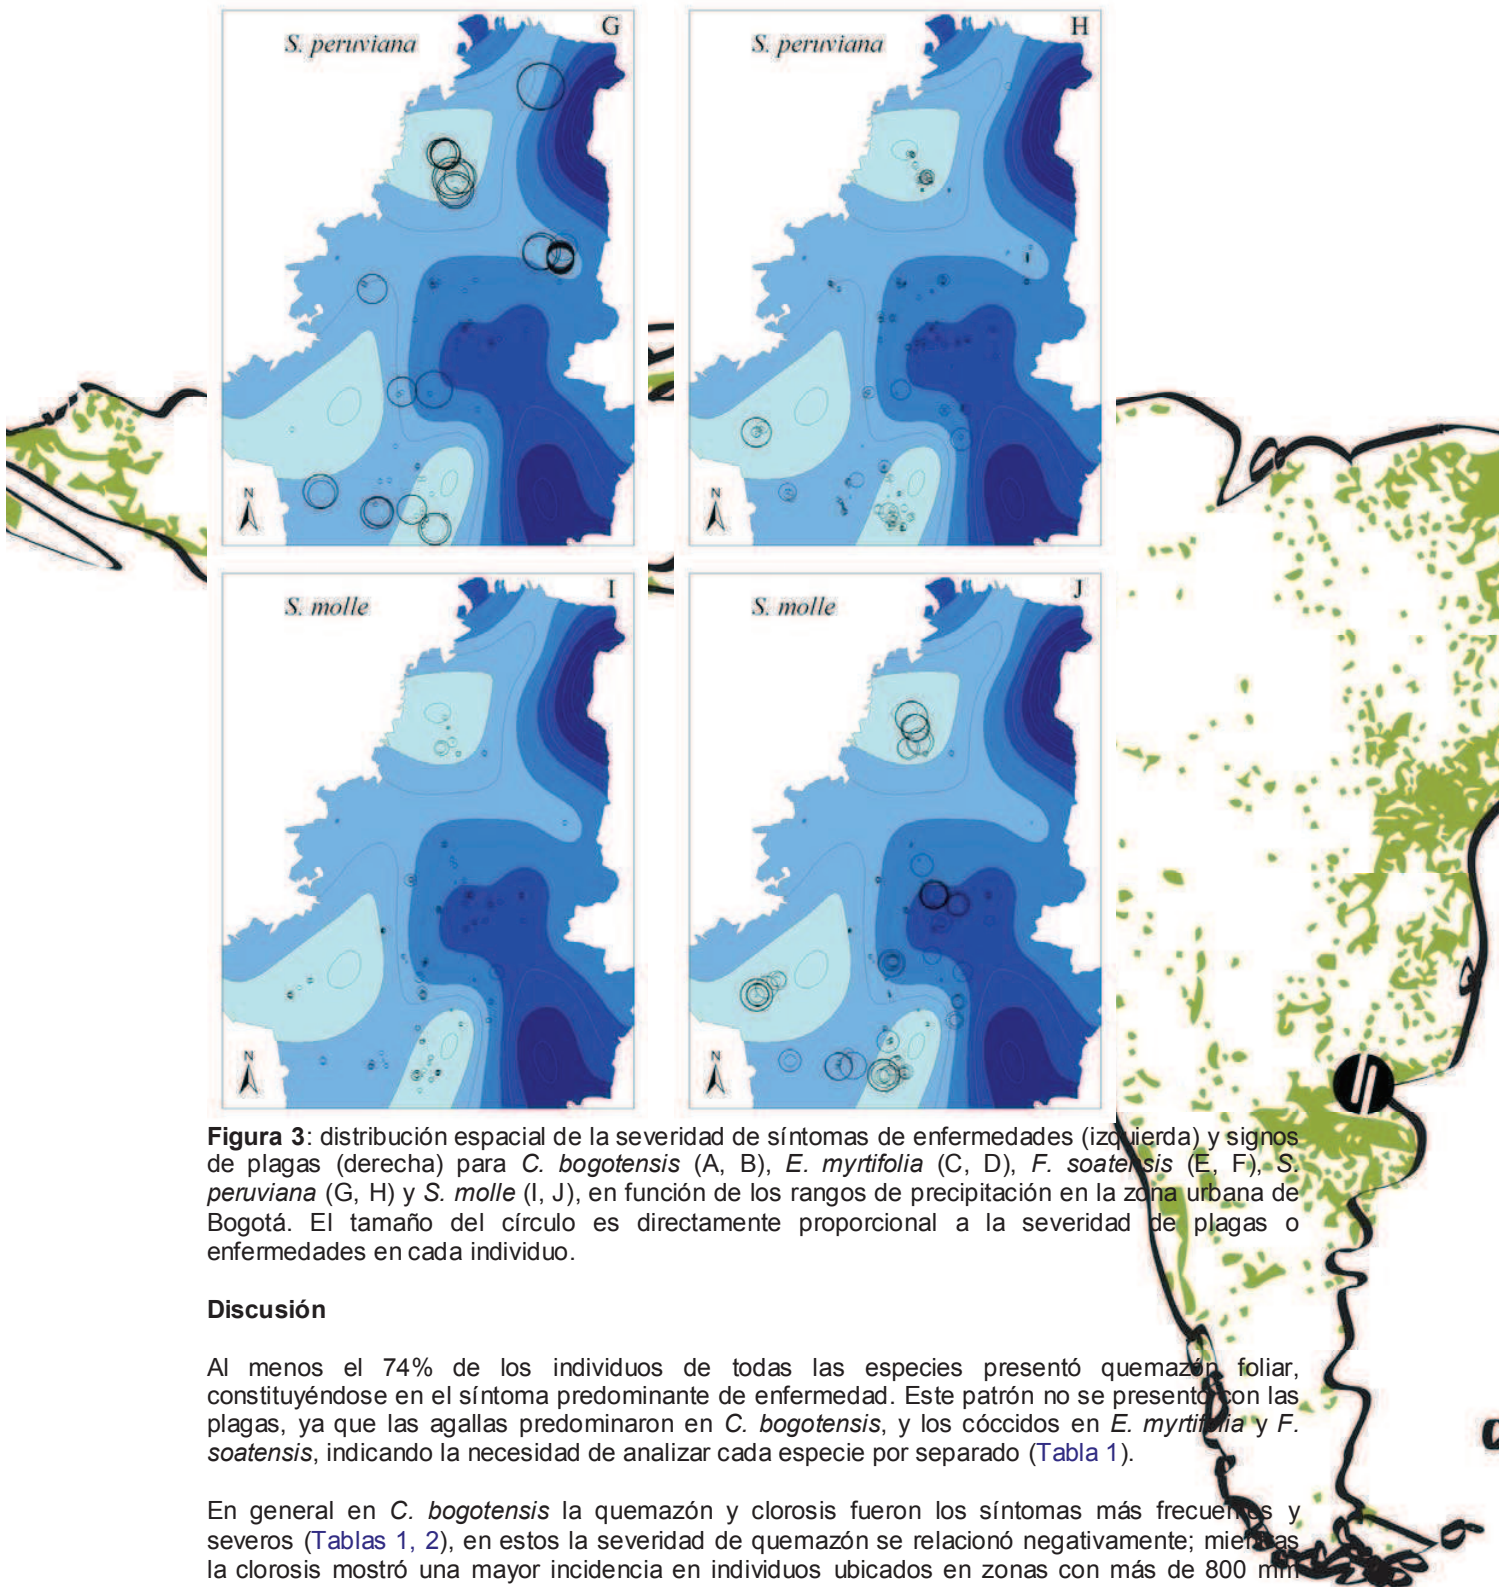 G
S. peruviana
N
H
S. peruviana
N
I
S. molle
N
J
S. molle
N
Figura 3: distribución espacial de la severidad de síntomas de enfermedades (izquierda) y signos
de plagas (derecha) para C. bogotensis (A, B), E. myrtifolia (C, D), F. soatensis (E, F), S.
peruviana (G, H) y S. molle (I, J), en función de los rangos de precipitación en la zona urbana de
Bogotá. El tamaño del círculo es directamente proporcional a la severidad de plagas o
enfermedades en cada individuo.
Discusión
Al menos el 74% de los individuos de todas las especies presentó quemazón foliar,
constituyéndose en el síntoma predominante de enfermedad. Este patrón no se presentó con las
plagas, ya que las agallas predominaron en C. bogotensis, y los cóccidos en E. myrtifolia y F.
soatensis, indicando la necesidad de analizar cada especie por separado (Tabla 1).
En general en C. bogotensis la quemazón y clorosis fueron los síntomas más frecuentes y
severos (Tablas 1, 2), en estos la severidad de quemazón se relacionó negativamente; mientras
la clorosis mostró una mayor incidencia en individuos ubicados en zonas con más de 800 mm